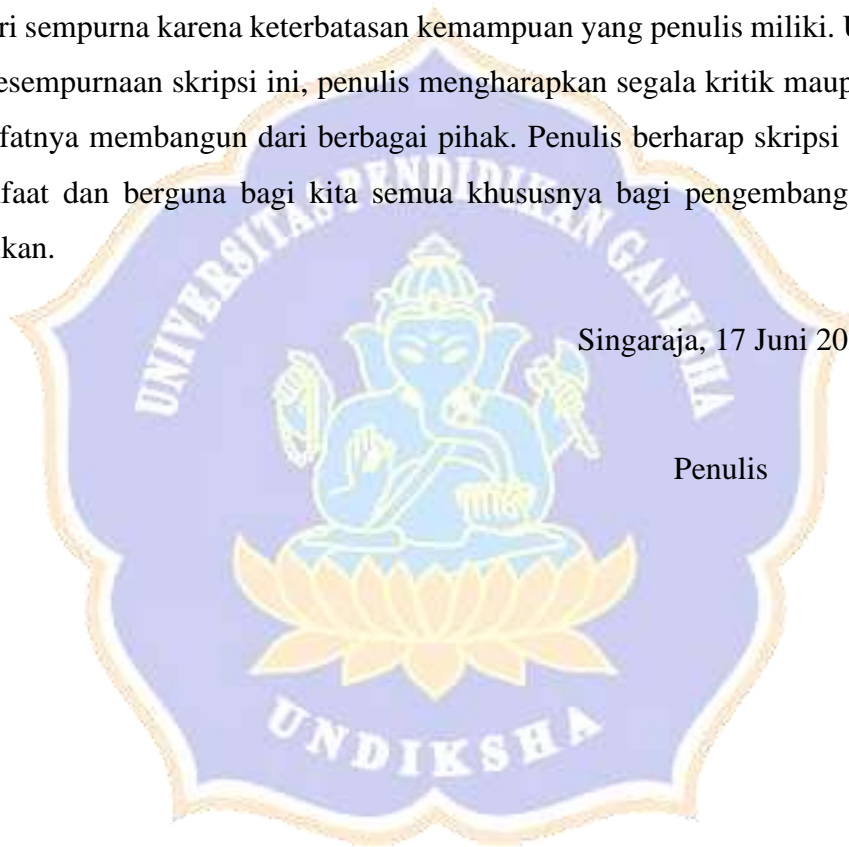 ri sempurna karena keterbatasan kemampuan yang penulis miliki. U
esempurnaan skripsi ini, penulis mengharapkan segala kritik maup
fatnya membangun dari berbagai pihak. Penulis berharap skripsi
nfaat dan berguna bagi kita semua khususnya bagi pengembang
ikan.
UNIVERSITAS PENDIDIKAN GANESHA
Singaraja, 17 Juni 20
Penulis
UNDIKSHA